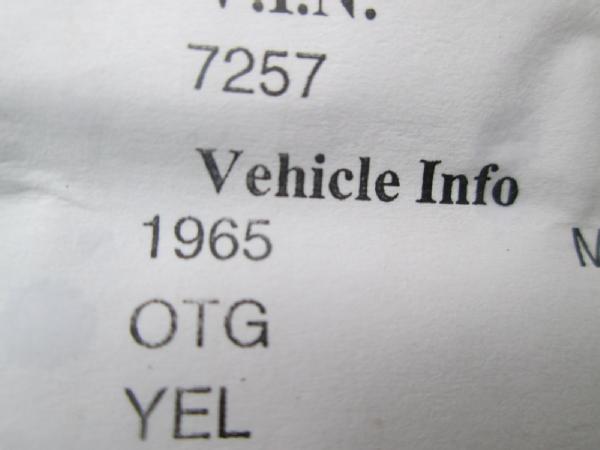 V.I.N.
7257
Vehicle Info
1965
OTG
YEL